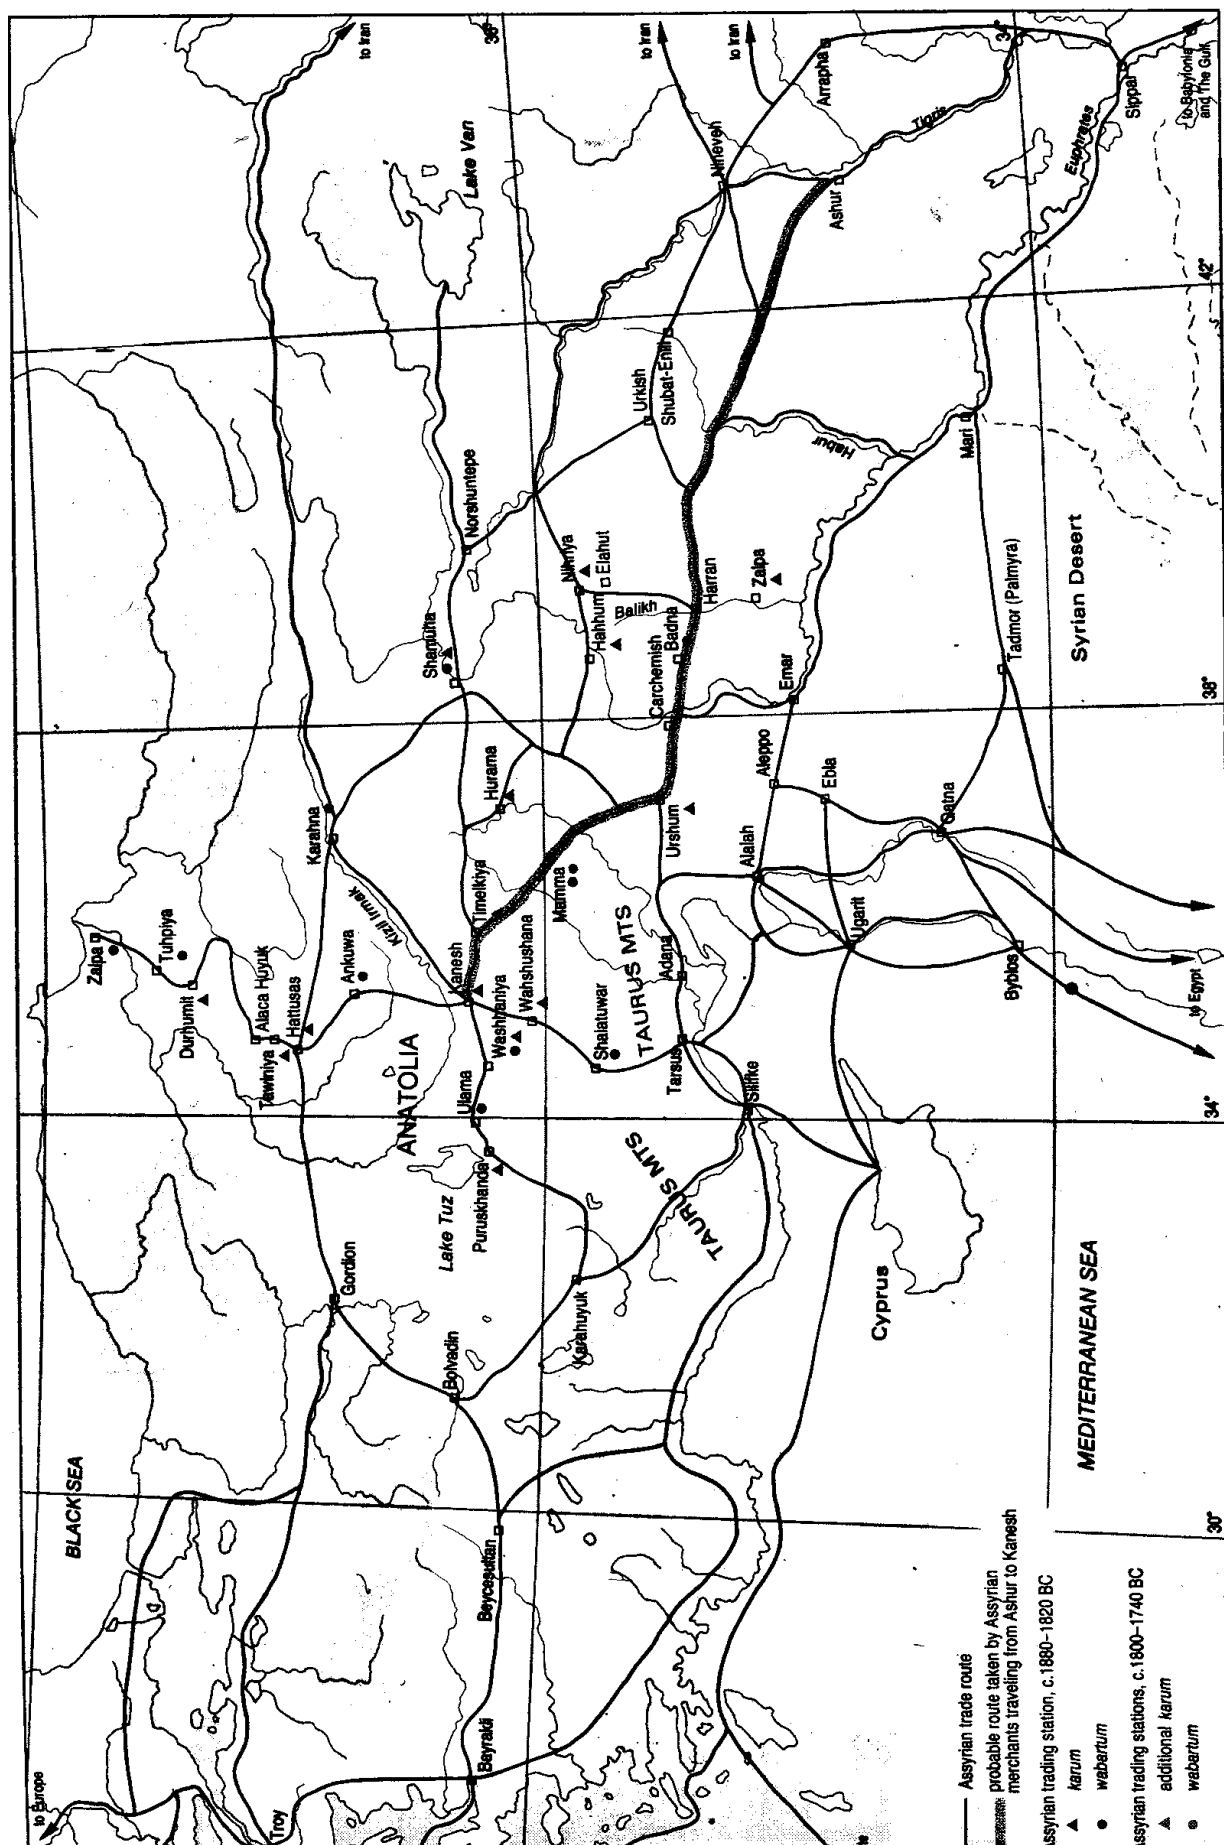 to Europe
BLACK SEA
Troy
Bayrakli
Beycesultan
Bolvadin
Gordion
Karahuyuk
Lake Tuz
Puruskhanda
Ulama
ANATOLIA
Tawiniya
Hattusas
Alaca Huyuk
Durhumit
Tuhpiya
Zalpa
Ankuwa
Kanesh
Washhaniya
Wahshushana
Shalatuwar
TAURUS MTS
TAURUS MTS
Kizil Irmak
Karahna
Timelkiya
Hurama
Mamma
Shamuha
Norshuntepe
Lake Van
to Iran
36°
to Iran
to Iran
34°
Tarsus
Adana
Silifke
Urshum
Carchemish
Badna
Balikh
Hahhum
Nihriya
Elahut
Harran
Zalpa
Urkish
Shubat-Enlil
Habur
Nineveh
Ashur
Arrapha
Tigris
Euphrates
Sippar
to Babylonia
and The Gulf
Mari
Emar
Aleppo
Ebla
Alalah
Ugarit
Qatna
Byblos
Tadmor (Palmyra)
Syrian Desert
to Egypt
Cyprus
MEDITERRANEAN SEA
30°
34°
38°
42°
Assyrian trade route
probable route taken by Assyrian
merchants traveling from Ashur to Kanesh
Assyrian trading station, c.1880–1820 BC
karum
wabartum
Assyrian trading stations, c.1800–1740 BC
additional karum
wabartum